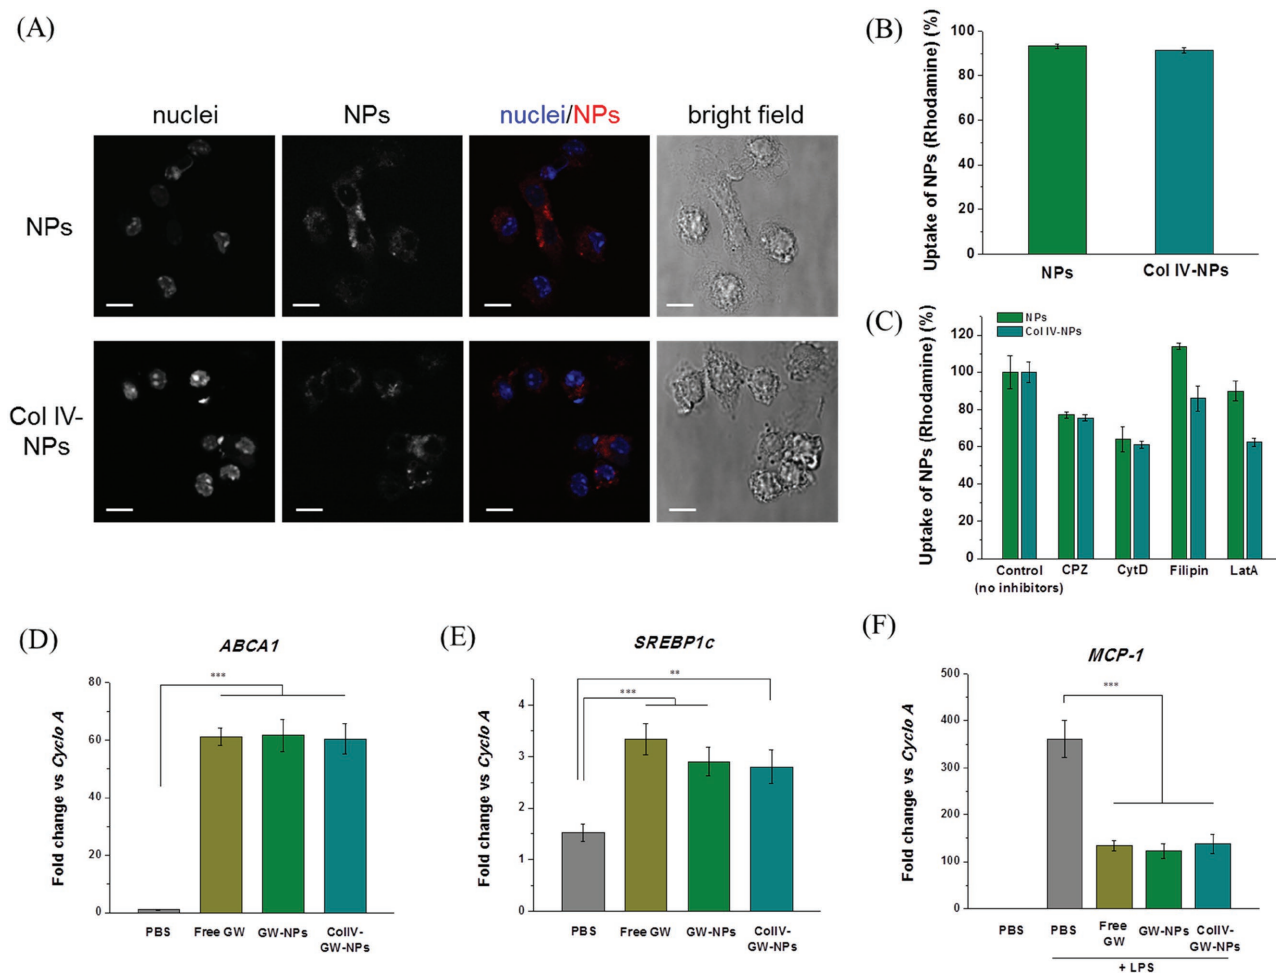 (A)
nuclei NPs nuclei/NPs bright field
NPs
Col IV-
NPs
(B)
Uptake of NPs (Rhodamine) (%)
100
80
60
40
20
0
NPs Col IV-NPs
(C)
Uptake of NPs (Rhodamine) (%)
NPs
Col IV-NPs
120
100
80
60
40
20
0
Control CPZ CytD Filipin LatA
(no inhibitors)
(D)
ABCA1
***
Fold change vs Cyclo A
80
60
40
20
0
PBS Free GW GW-NPs ColIV-
GW-NPs
(E)
SREBP1c
**
***
Fold change vs Cyclo A
4
3
2
1
0
PBS Free GW GW-NPs ColIV-
GW-NPs
(F)
MCP-1
***
Fold change vs Cyclo A
500
400
300
200
100
0
PBS PBS Free GW-NPs ColIV-
GW GW-NPs
+ LPS